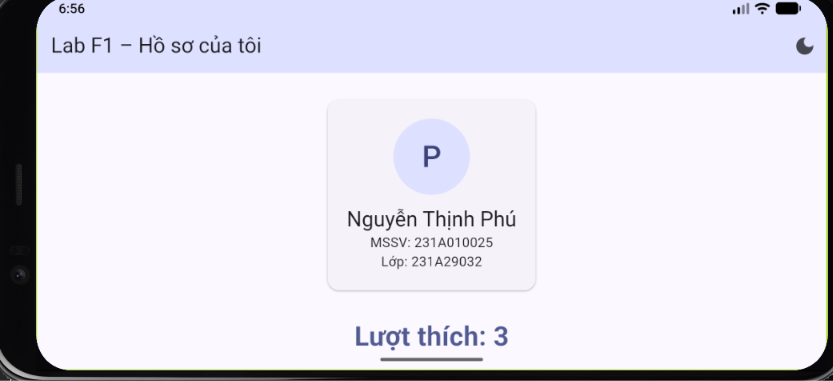 6:56
Lab F1 – Hồ sơ của tôi
P
Nguyễn Thịnh Phú
MSSV: 231A010025
Lớp: 231A29032
Lượt thích: 3